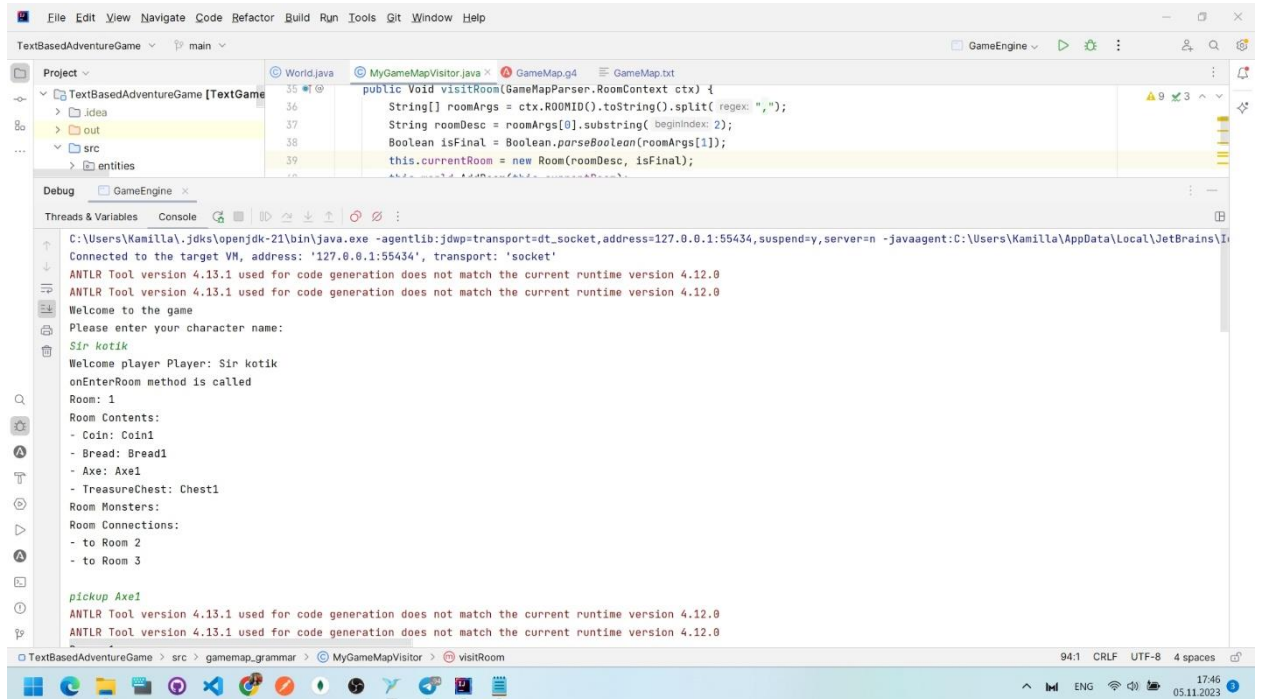 File Edit View Navigate Code Refactor Build Run Tools Git Window Help
TextBasedAdventureGame main GameEngine
Project World.java MyGameMapVisitor.java GameMap.g4 GameMap.txt
TextBasedAdventureGame [TextGame
.idea
out
src
entities
35 public Void visitRoom(GameMapParser.RoomContext ctx) {
36 String[] roomArgs = ctx.ROOMID().toString().split( regex: ",");
37 String roomDesc = roomArgs[0].substring( beginIndex: 2);
38 Boolean isFinal = Boolean.parseBoolean(roomArgs[1]);
39 this.currentRoom = new Room(roomDesc, isFinal);
9 3
Debug GameEngine
Threads & Variables Console
C:\Users\Kamilla\.jdks\openjdk-21\bin\java.exe -agentlib:jdwp=transport=dt_socket,address=127.0.0.1:55434,suspend=y,server=n -javaagent:C:\Users\Kamilla\AppData\Local\JetBrains\I
Connected to the target VM, address: '127.0.0.1:55434', transport: 'socket'
ANTLR Tool version 4.13.1 used for code generation does not match the current runtime version 4.12.0
ANTLR Tool version 4.13.1 used for code generation does not match the current runtime version 4.12.0
Welcome to the game
Please enter your character name:
Sir kotik
Welcome player Player: Sir kotik
onEnterRoom method is called
Room: 1
Room Contents:
- Coin: Coin1
- Bread: Bread1
- Axe: Axe1
- TreasureChest: Chest1
Room Monsters:
Room Connections:
- to Room 2
- to Room 3
pickup Axe1
ANTLR Tool version 4.13.1 used for code generation does not match the current runtime version 4.12.0
ANTLR Tool version 4.13.1 used for code generation does not match the current runtime version 4.12.0
TextBasedAdventureGame > src > gamemap_grammar > MyGameMapVisitor > visitRoom 94:1 CRLF UTF-8 4 spaces
ENG 17:46
05.11.2023 3